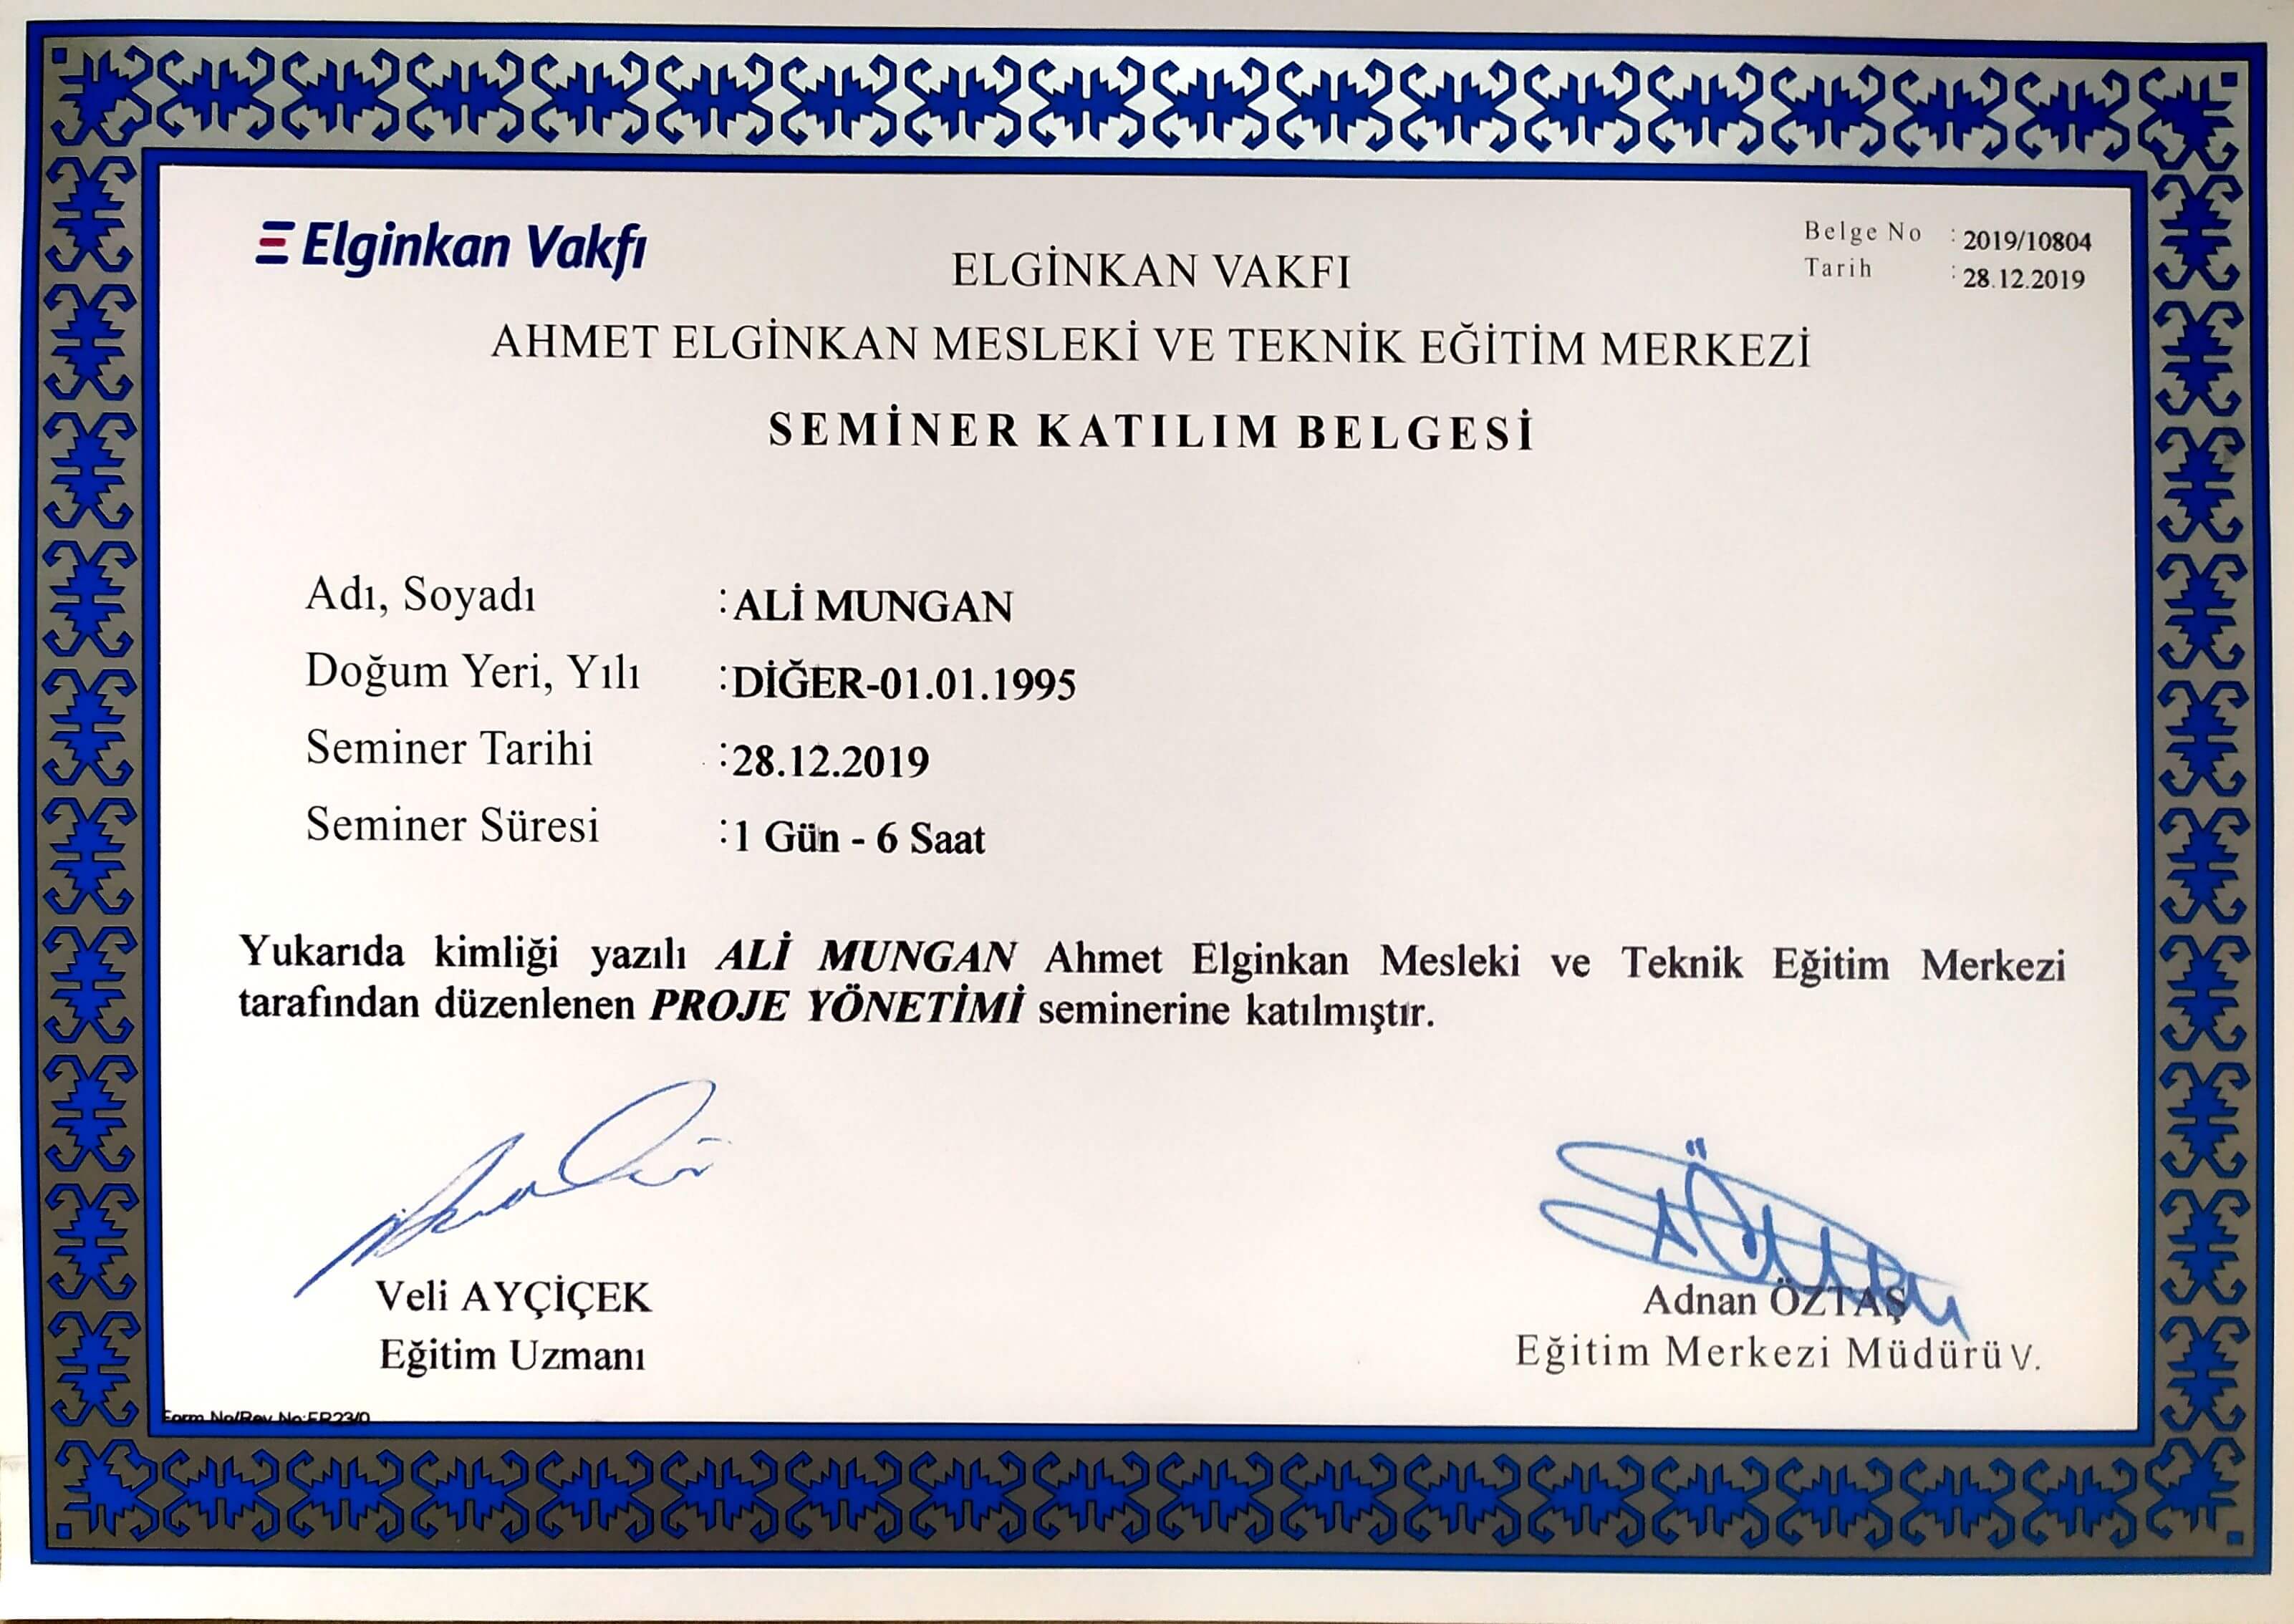 Elginkan Vakfı
Belge No : 2019/10804
Tarih : 28.12.2019
ELGİNKAN VAKFI
AHMET ELGİNKAN MESLEKİ VE TEKNİK EĞİTİM MERKEZİ
SEMİNER KATILIM BELGESİ
Adı, Soyadı :ALİ MUNGAN
Doğum Yeri, Yılı :DİĞER-01.01.1995
Seminer Tarihi :28.12.2019
Seminer Süresi :1 Gün - 6 Saat
Yukarıda kimliği yazılı ALİ MUNGAN Ahmet Elginkan Mesleki ve Teknik Eğitim Merkezi
tarafından düzenlenen PROJE YÖNETİMİ seminerine katılmıştır.
Veli AYÇİÇEK
Eğitim Uzmanı
Adnan ÖZTAŞ
Eğitim Merkezi Müdürü V.
Form No/Rev No:FR23/0